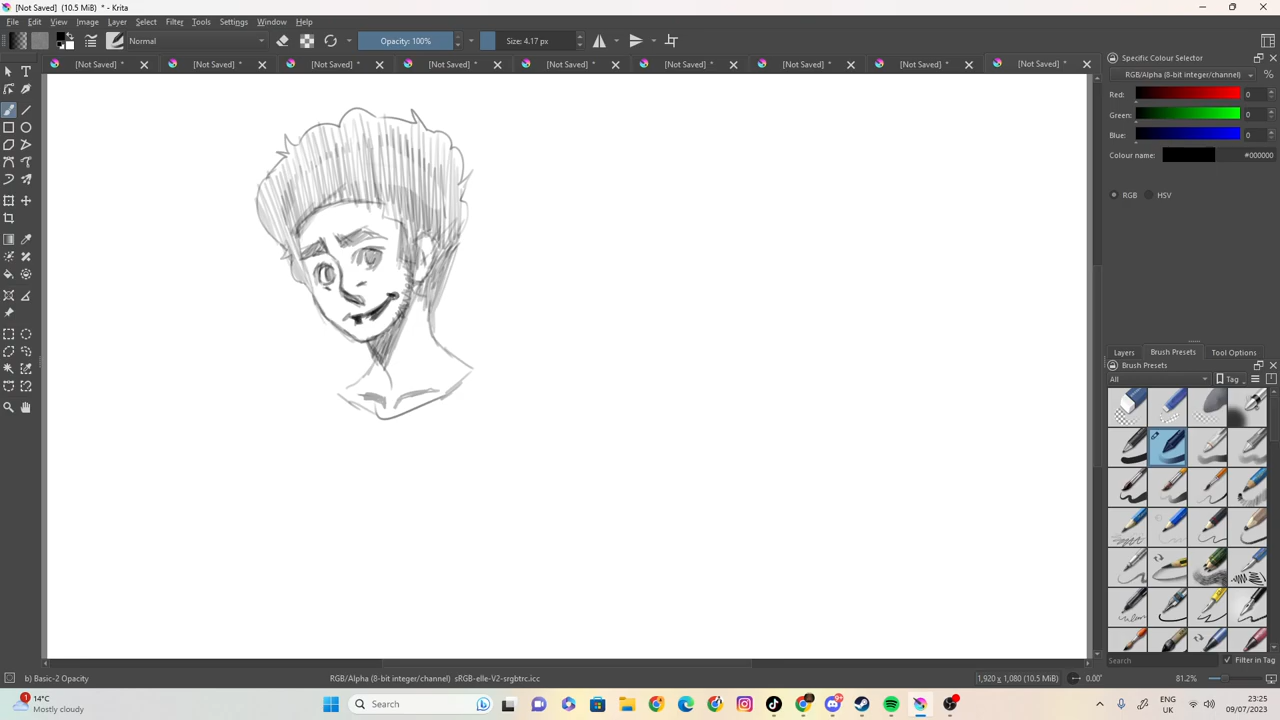 [Not Saved] (10.5 MiB) * - Krita
File Edit View Image Layer Select Filter Tools Settings Window Help
Normal Opacity: 100% Size: 4.17 px
[Not Saved] * [Not Saved] * [Not Saved] * [Not Saved] * [Not Saved] * [Not Saved] * [Not Saved] * [Not Saved] * [Not Saved] *
Specific Colour Selector
RGB/Alpha (8-bit integer/channel) %
Red: 0
Green: 0
Blue: 0
Colour name: #000000
RGB HSV
Layers Brush Presets Tool Options
Brush Presets
All Tag
Search Filter in Tag
b) Basic-2 Opacity RGB/Alpha (8-bit integer/channel) sRGB-elle-V2-srgbtrc.icc 1,920 x 1,080 (10.5 MiB) 0.00° 81.2%
1 14°C
Mostly cloudy
Search
ENG
UK
23:25
09/07/2023